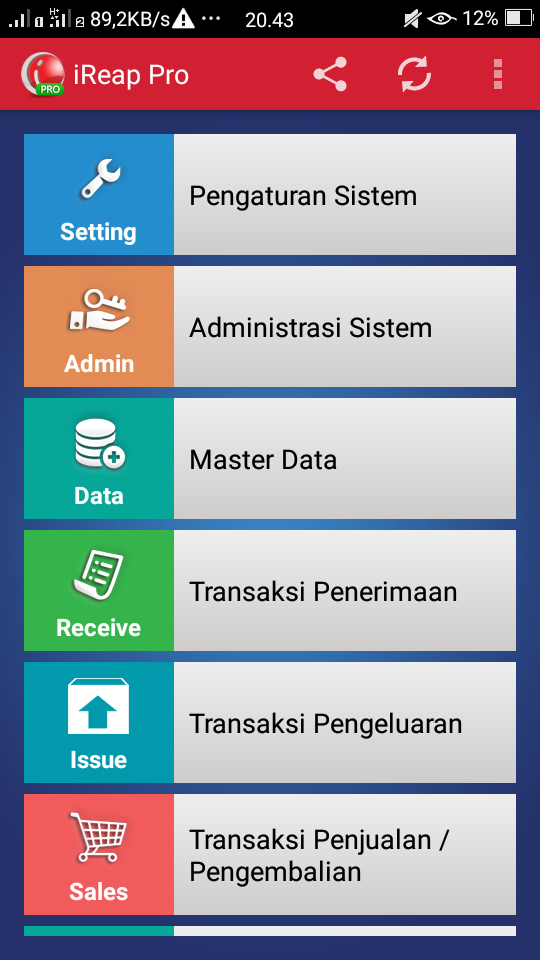 89,2KB/s ... 20.43 12%
iReap Pro
PRO
Setting
Pengaturan Sistem
Admin
Administrasi Sistem
Data
Master Data
Receive
Transaksi Penerimaan
Issue
Transaksi Pengeluaran
Sales
Transaksi Penjualan /
Pengembalian